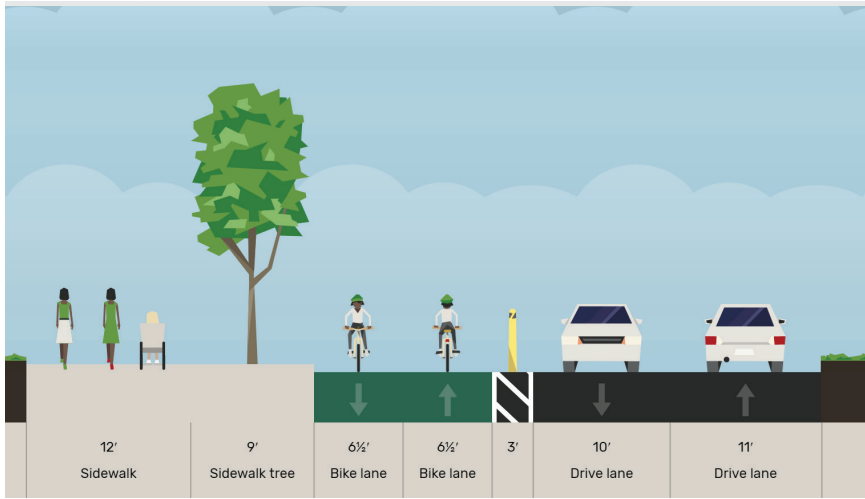 12′
Sidewalk
9′
Sidewalk tree
6½′
Bike lane
6½′
Bike lane
3′
10′
Drive lane
11′
Drive lane